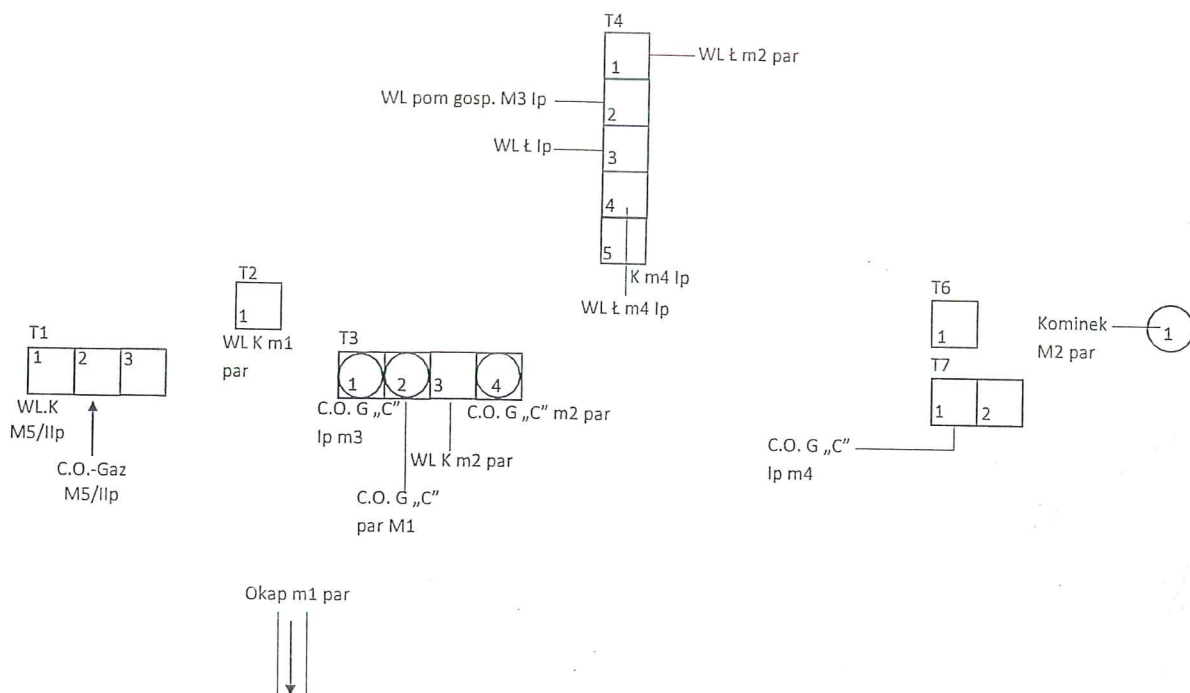 T4
1
WL Ł m2 par
WL pom gosp. M3 Ip
2
WL Ł Ip
3
4
5
K m4 Ip
WL Ł m4 Ip
T2
1
WL K m1
par
T1
1 2 3
WL.K
M5/IIp
C.O.-Gaz
M5/IIp
T3
1 2 3 4
C.O. G „C”
Ip m3
C.O. G „C” m2 par
WL K m2 par
C.O. G „C”
par M1
T6
1
Kominek
M2 par
1
T7
1 2
C.O. G „C”
Ip m4
Okap m1 par